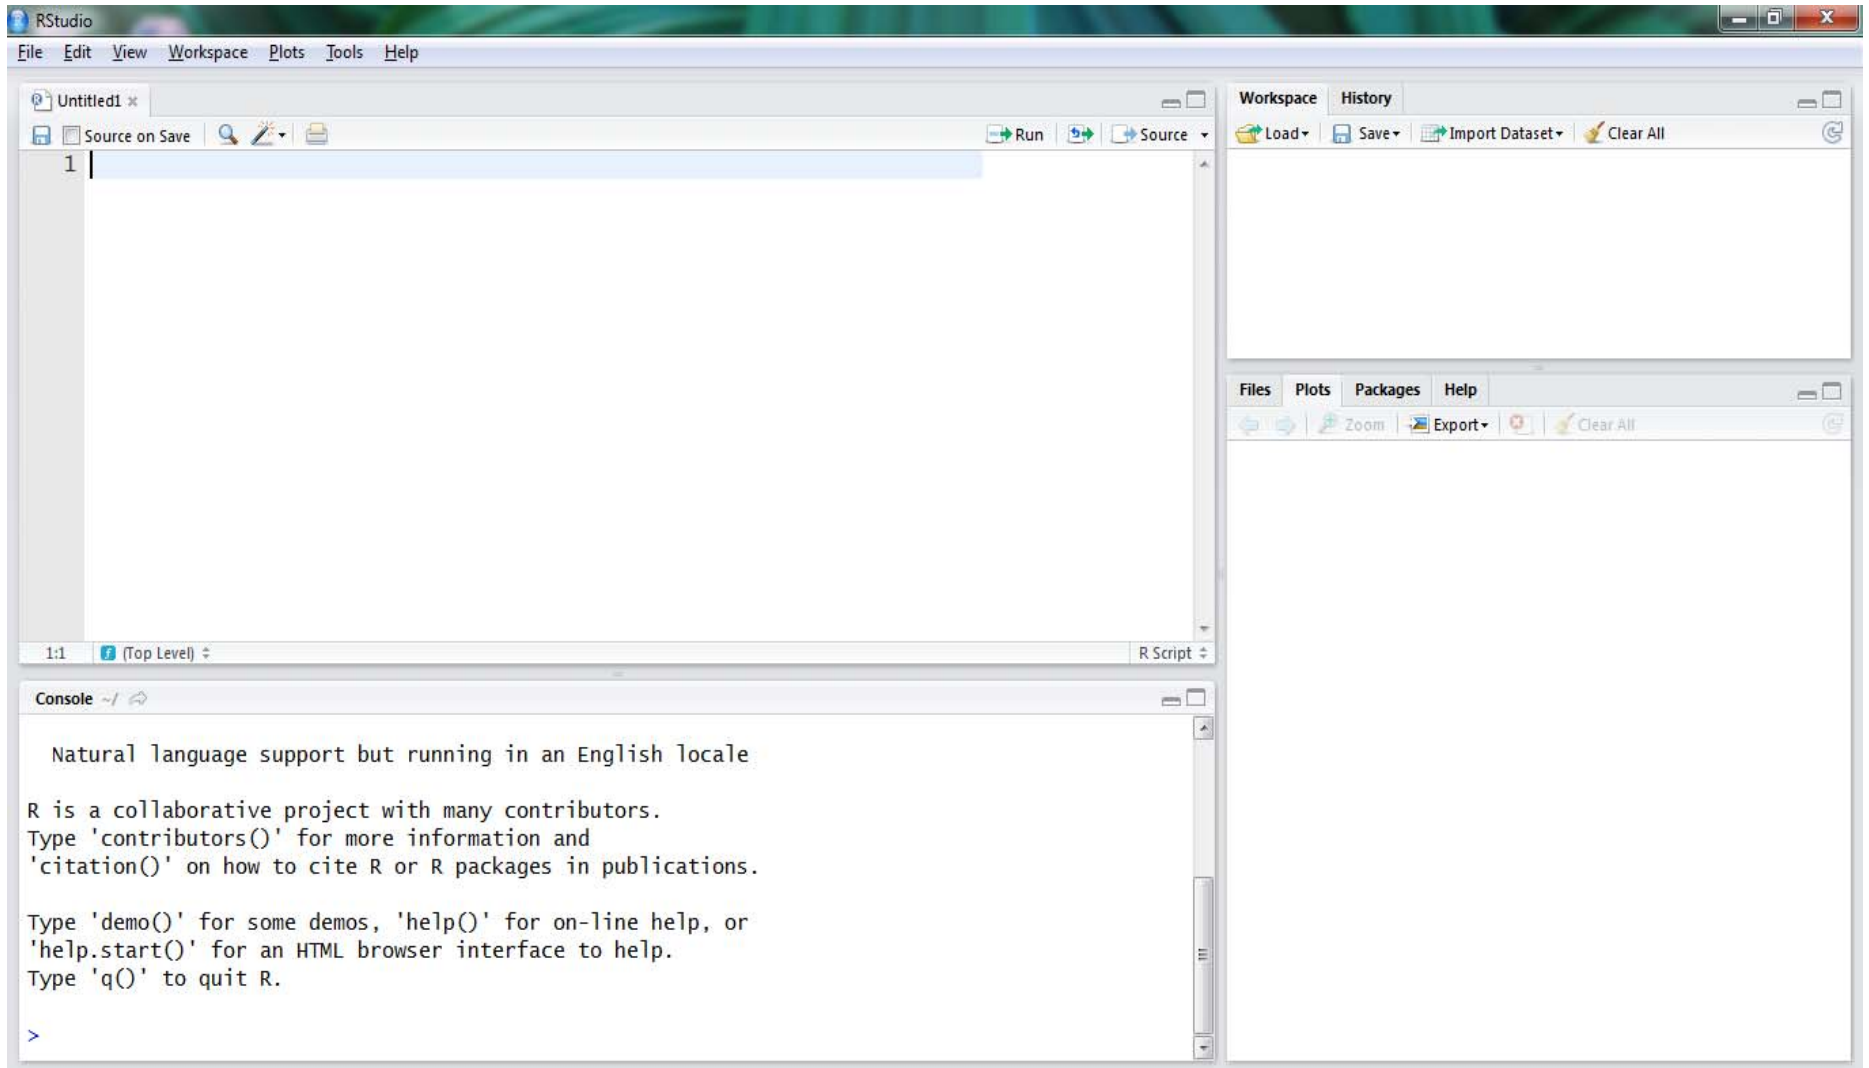 RStudio
File Edit View Workspace Plots Tools Help
Untitled1
Source on Save Run Source
1
1:1 (Top Level) R Script
Console ~/
Natural language support but running in an English locale
R is a collaborative project with many contributors.
Type 'contributors()' for more information and
'citation()' on how to cite R or R packages in publications.
Type 'demo()' for some demos, 'help()' for on-line help, or
'help.start()' for an HTML browser interface to help.
Type 'q()' to quit R.
>
Workspace History
Load Save Import Dataset Clear All
Files Plots Packages Help
Zoom Export Clear All